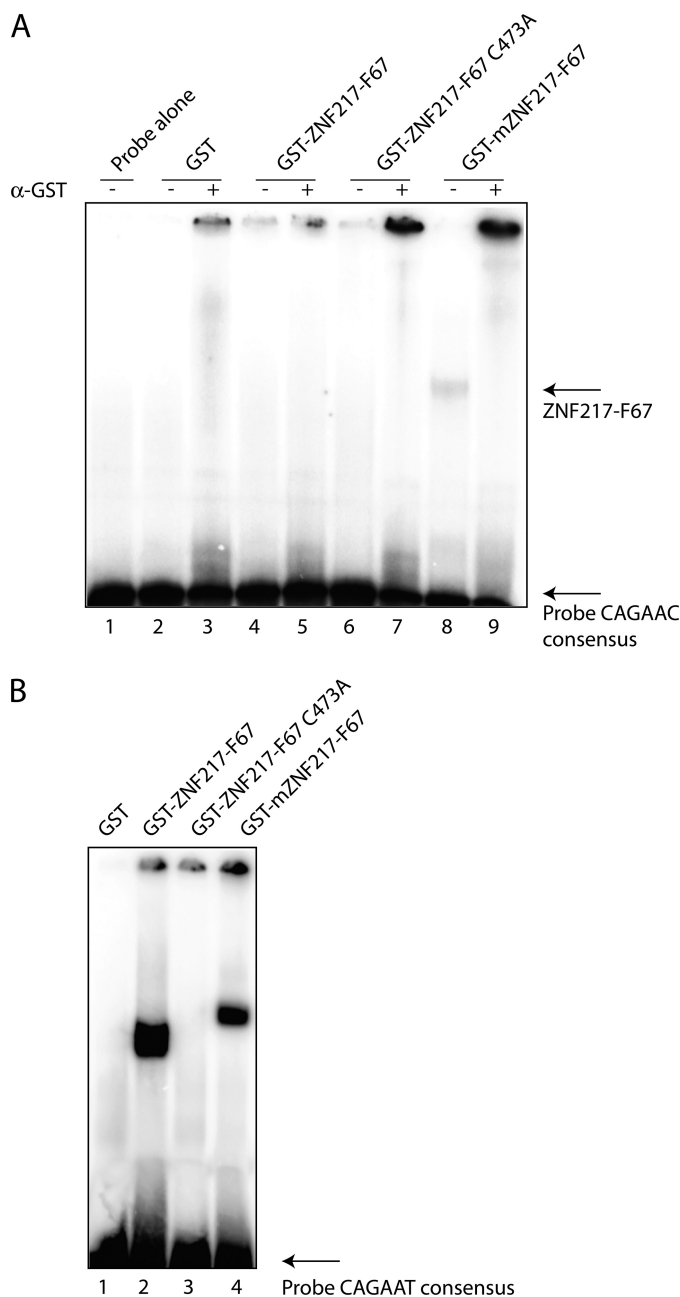 A
Probe alone
GST
GST-ZNF217-F67
GST-ZNF217-F67 C473A
GST-mZNF217-F67
α-GST - - + - + - + - +
ZNF217-F67
Probe CAGAAC
consensus
1 2 3 4 5 6 7 8 9
B
GST
GST-ZNF217-F67
GST-ZNF217-F67 C473A
GST-mZNF217-F67
1 2 3 4 Probe CAGAAT consensus